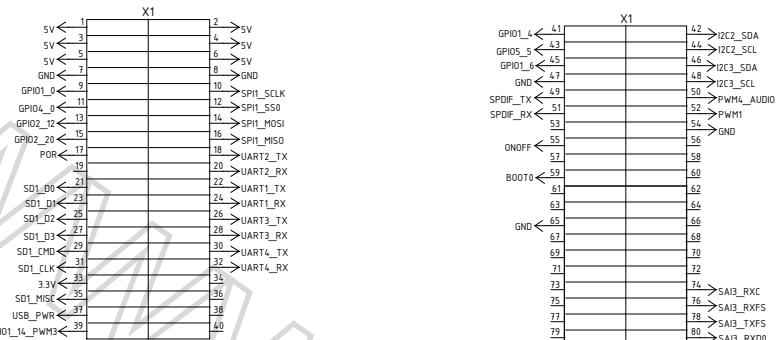 X1
5V 1 2 5V
5V 3 4 5V
5V 5 6 5V
GND 7 8 GND
GPIO1_0 9 10 SPI1_SCLK
GPIO4_0 11 12 SPI1_SS0
GPIO2_12 13 14 SPI1_MOSI
GPIO2_20 15 16 SPI1_MISO
POR 17 18 UART2_TX
19 20 UART2_RX
SD1_D0 21 22 UART1_TX
SD1_D1 23 24 UART1_RX
SD1_D2 25 26 UART3_TX
SD1_D3 27 28 UART3_RX
SD1_CMD 29 30 UART4_TX
SD1_CLK 31 32 UART4_RX
3.3V 33 34
SD1_MISC 35 36
USB_PWR 37 38
IO1_14_PWM3 39 40
X1
GPIO1_4 41 42 I2C2_SDA
GPIO5_5 43 44 I2C2_SCL
GPIO1_6 45 46 I2C3_SDA
GND 47 48 I2C3_SCL
SPDIF_TX 49 50 PWM4_AUDIO
SPDIF_RX 51 52 PWM1
53 54 GND
ONOFF 55 56
57 58
BOOT0 59 60
61 62
63 64
GND 65 66
67 68
69 70
71 72
73 74 SAI3_RXC
75 76 SAI3_RXFS
77 78 SAI3_TXFS
79 80 SAI3_RXD0